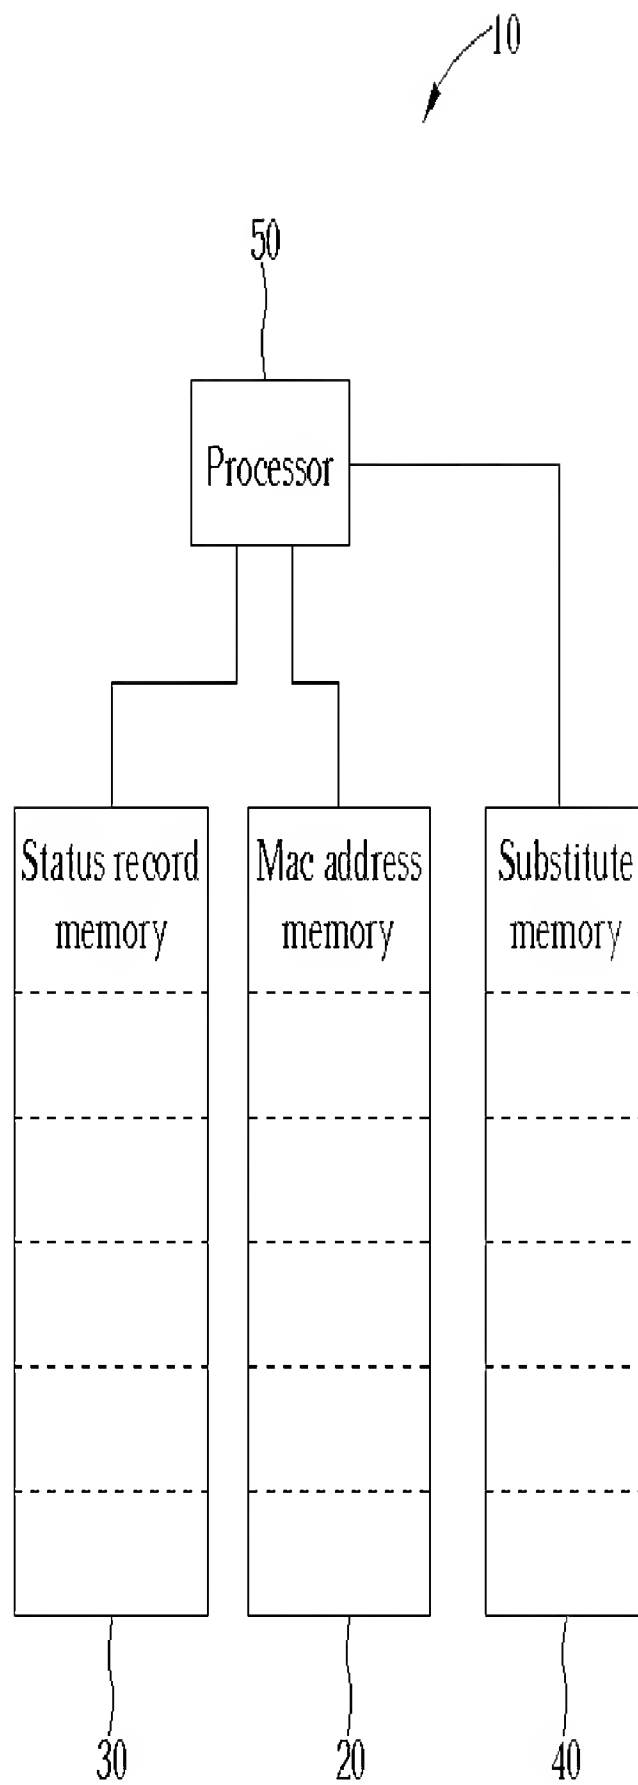 10
50
Processor
Status record
memory
Mac address
memory
Substitute
memory
30
20
40